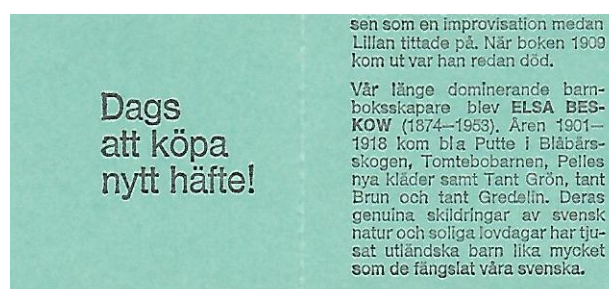 Dags
att köpa
nytt häfte!
sen som en improvisation medan
Lillan tittade på. När boken 1909
kom ut var han redan död.
Vår länge dominerande barn-
boksskapare blev ELSA BES-
KOW (1874–1953). Åren 1901–
1918 kom bl a Putte i Blåbärs-
skogen, Tomtebobarnen, Pelles
nya kläder samt Tant Grön, tant
Brun och tant Gredelin. Deras
genuina skildringar av svensk
natur och soliga lovdagar har tju-
sat utländska barn lika mycket
som de fängslat våra svenska.